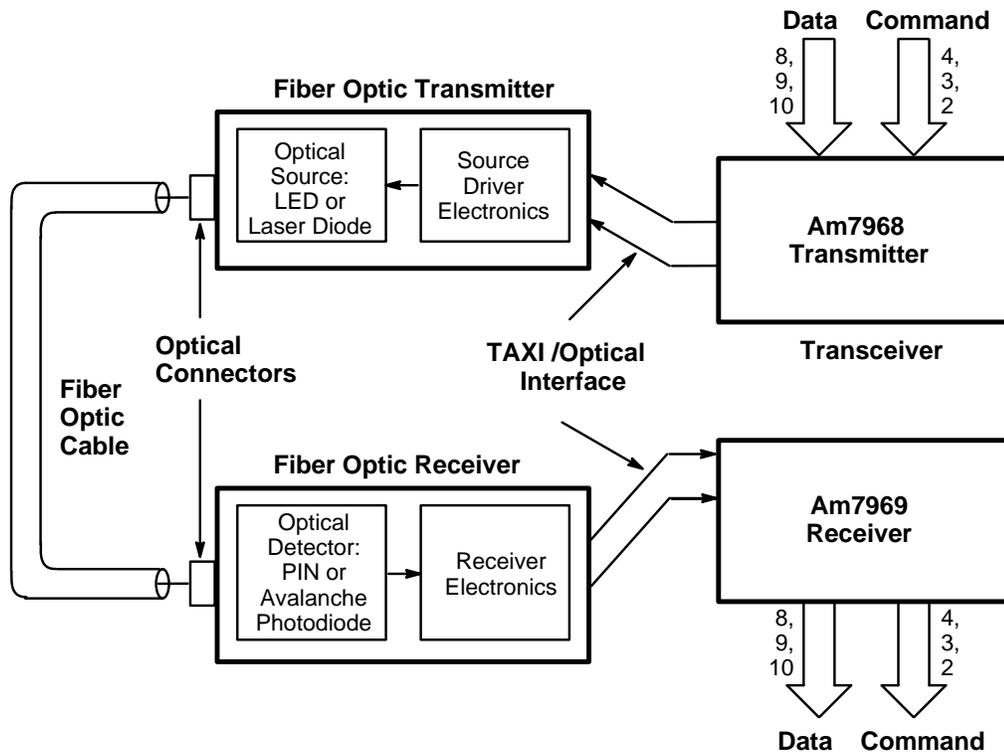 Data Command
8,
9,
10
4,
3,
2
Fiber Optic Transmitter
Optical
Source:
LED or
Laser Diode
Source
Driver
Electronics
Am7968
Transmitter
Transceiver
Optical
Connectors
TAXI /Optical
Interface
Fiber
Optic
Cable
Fiber Optic Receiver
Optical
Detector:
PIN or
Avalanche
Photodiode
Receiver
Electronics
Am7969
Receiver
8,
9,
10
4,
3,
2
Data Command